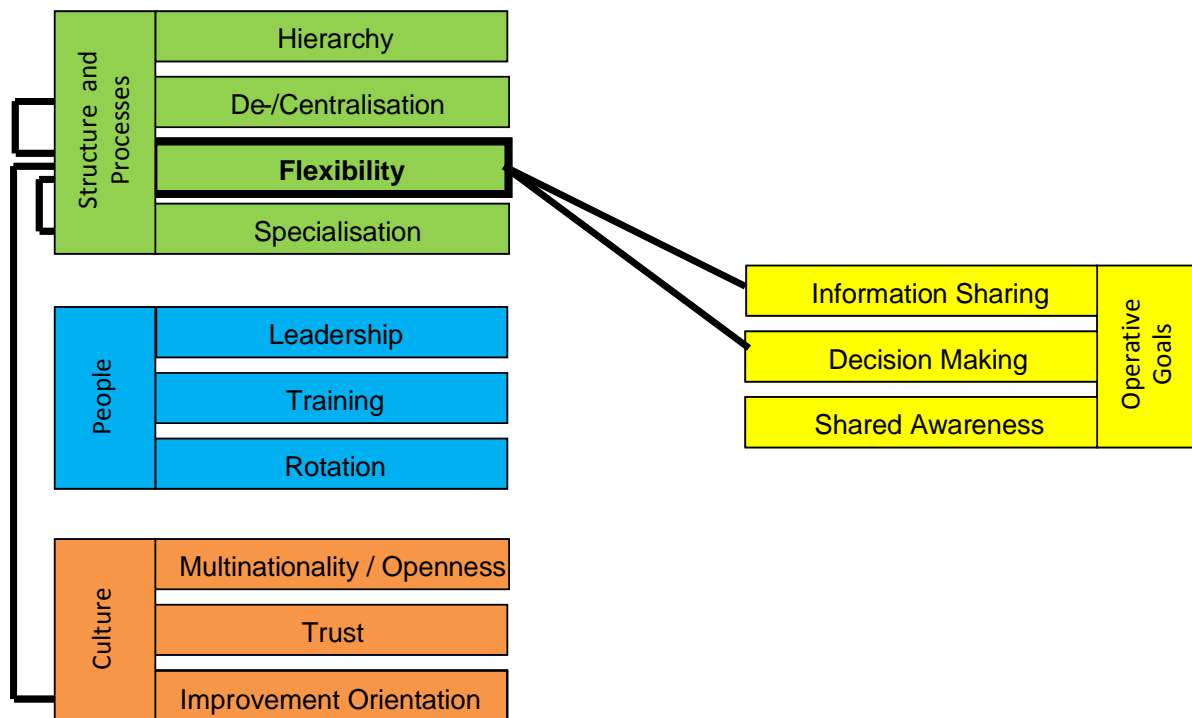 Structure and
Processes
Hierarchy
De-/Centralisation
Flexibility
Specialisation
People
Leadership
Training
Rotation
Culture
Multinationality / Openness
Trust
Improvement Orientation
Information Sharing
Decision Making
Shared Awareness
Operative
Goals